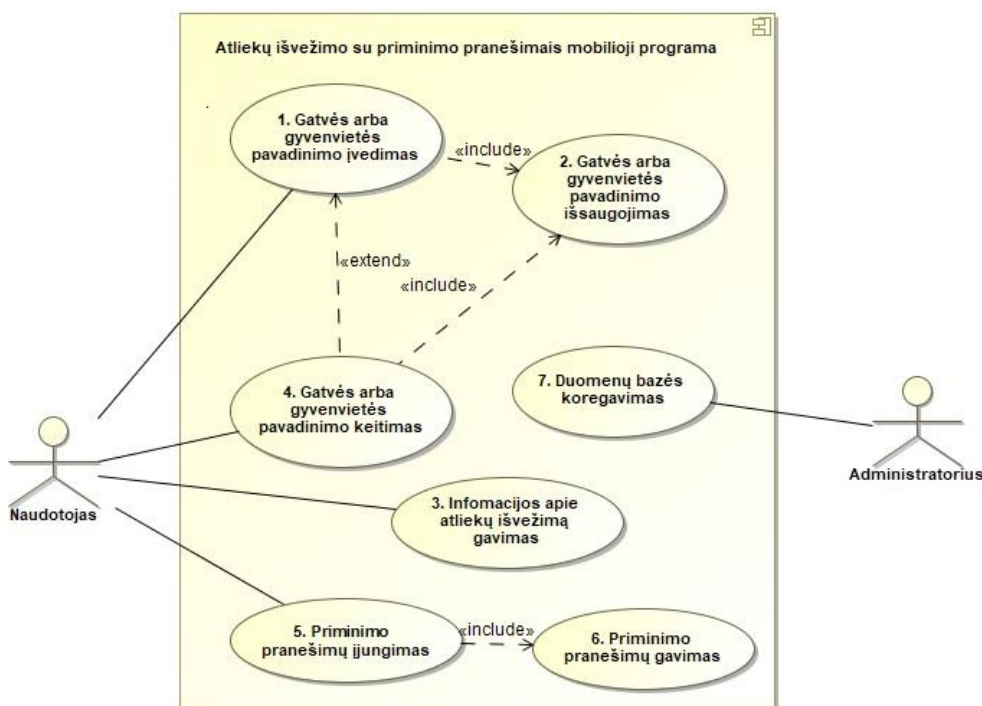 Atliekų išvežimo su priminimo pranešimais mobilioji programa
1. Gatvės arba
gyvenvietės
pavadinimo įvedimas
«include»
2. Gatvės arba
gyvenvietės
pavadinimo
išsaugojimas
«extend»
«include»
4. Gatvės arba
gyvenvietės
pavadinimo keitimas
7. Duomenų bazės
koregavimas
Naudotojas
Administratorius
3. Infomacijos apie
atliekų išvežimą
gavimas
5. Priminimo
pranešimų įjungimas
«include»
6. Priminimo
pranešimų gavimas